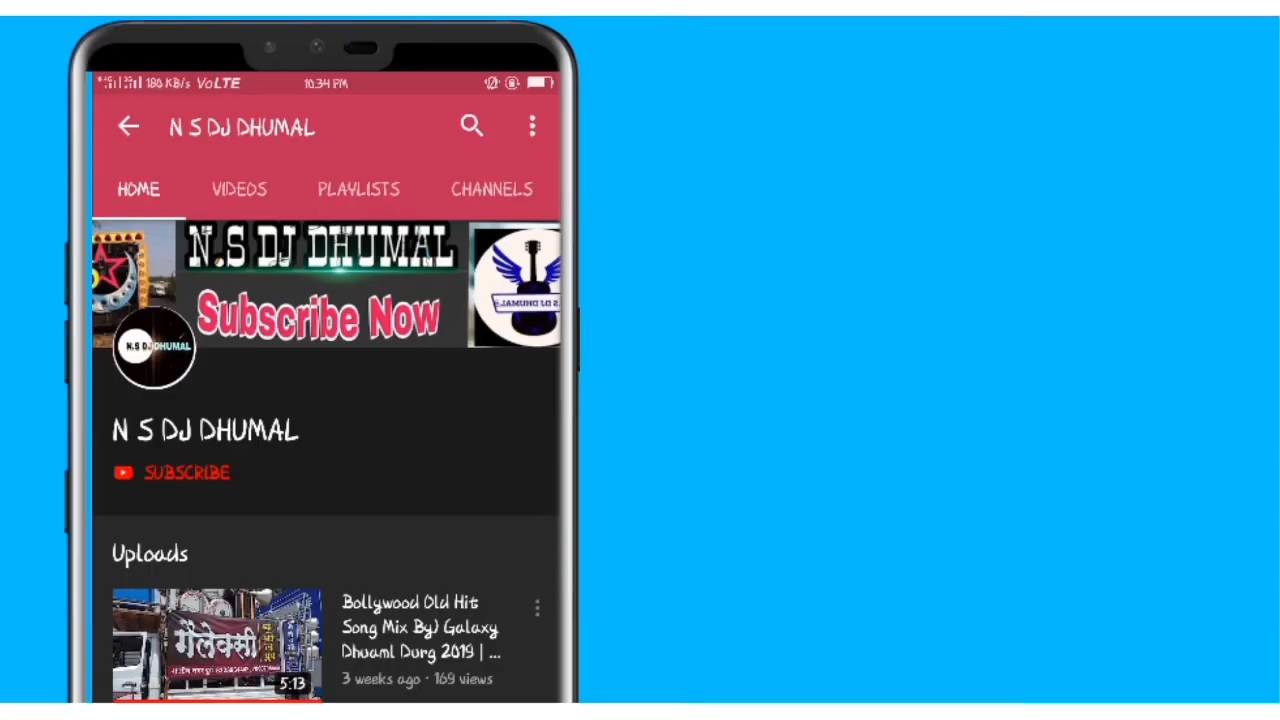 180 KB/s VoLTE 10:34 PM
N S DJ DHUMAL
HOME VIDEOS PLAYLISTS CHANNELS
N.S DJ DHUMAL
Subscribe Now
N.S DJ DHUMAL
N S DJ DHUMAL
SUBSCRIBE
Uploads
गैलेक्सी
5:13
Bollywood Old Hit
Song Mix By) Galaxy
Dhuaml Durg 2019 | ...
3 weeks ago · 169 views